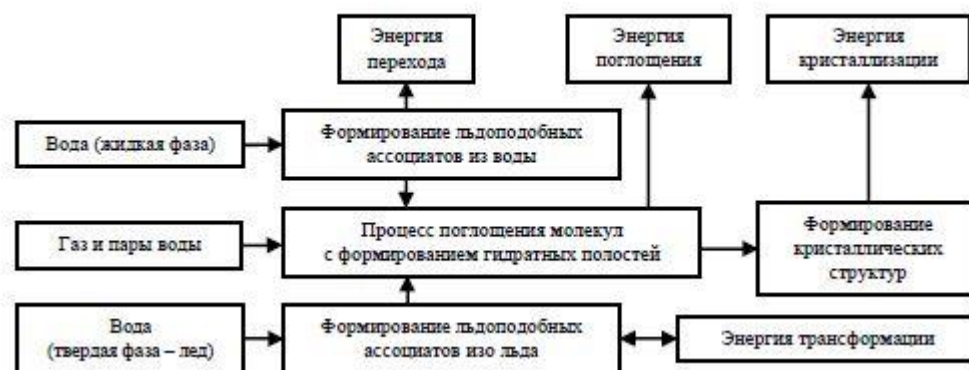 Энергия
перехода
Энергия
поглощения
Энергия
кристаллизации
Вода (жидкая фаза)
Формирование льдоподобных
ассоциатов из воды
Газ и пары воды
Процесс поглощения молекул
с формированием гидратных полостей
Формирование
кристаллических
структур
Вода
(твердая фаза – лед)
Формирование льдоподобных
ассоциатов изо льда
Энергия трансформации